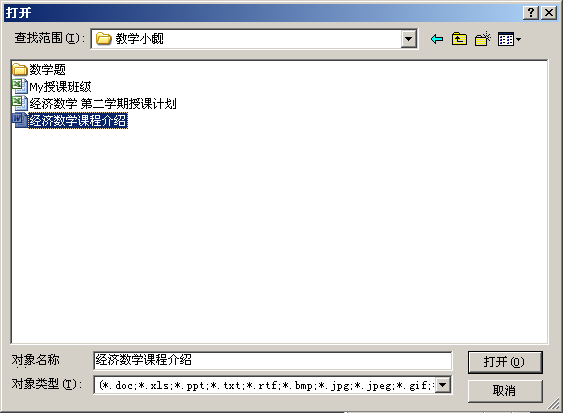 打开
查找范围(I):
教学小觑
数学题
My授课班级
经济数学 第二学期授课计划
经济数学课程介绍
对象名称
经济数学课程介绍
打开(O)
对象类型(T):
(*.doc;*.xls;*.ppt;*.txt;*.rtf;*.bmp;*.jpg;*.jpeg;*.gif;
取消